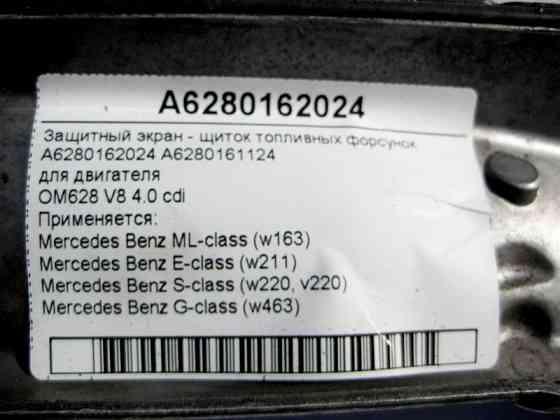 A6280162024
Защитный экран - щиток топливных форсунок
A6280162024 A6280161124
для двигателя
OM628 V8 4.0 cdi
Применяется:
Mercedes Benz ML-class (w163)
Mercedes Benz E-class (w211)
Mercedes Benz S-class (w220, v220)
Mercedes Benz G-class (w463)